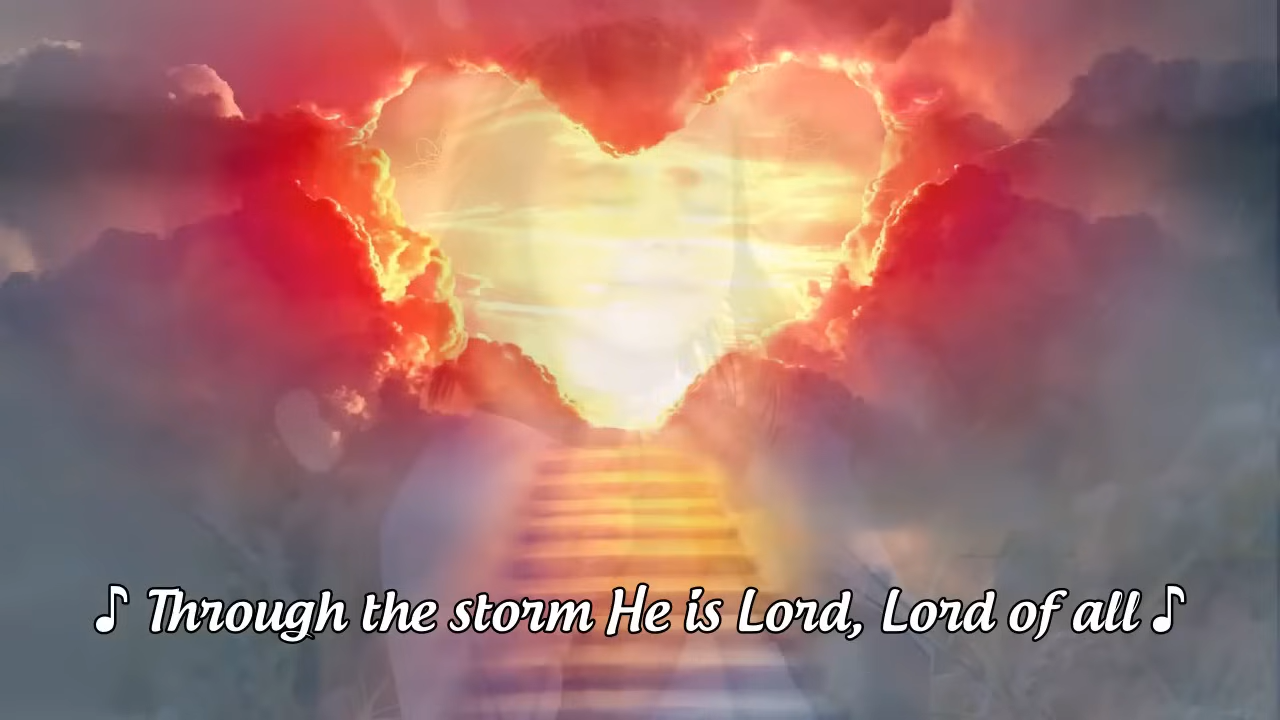 ♪ Through the storm He is Lord, Lord of all ♪